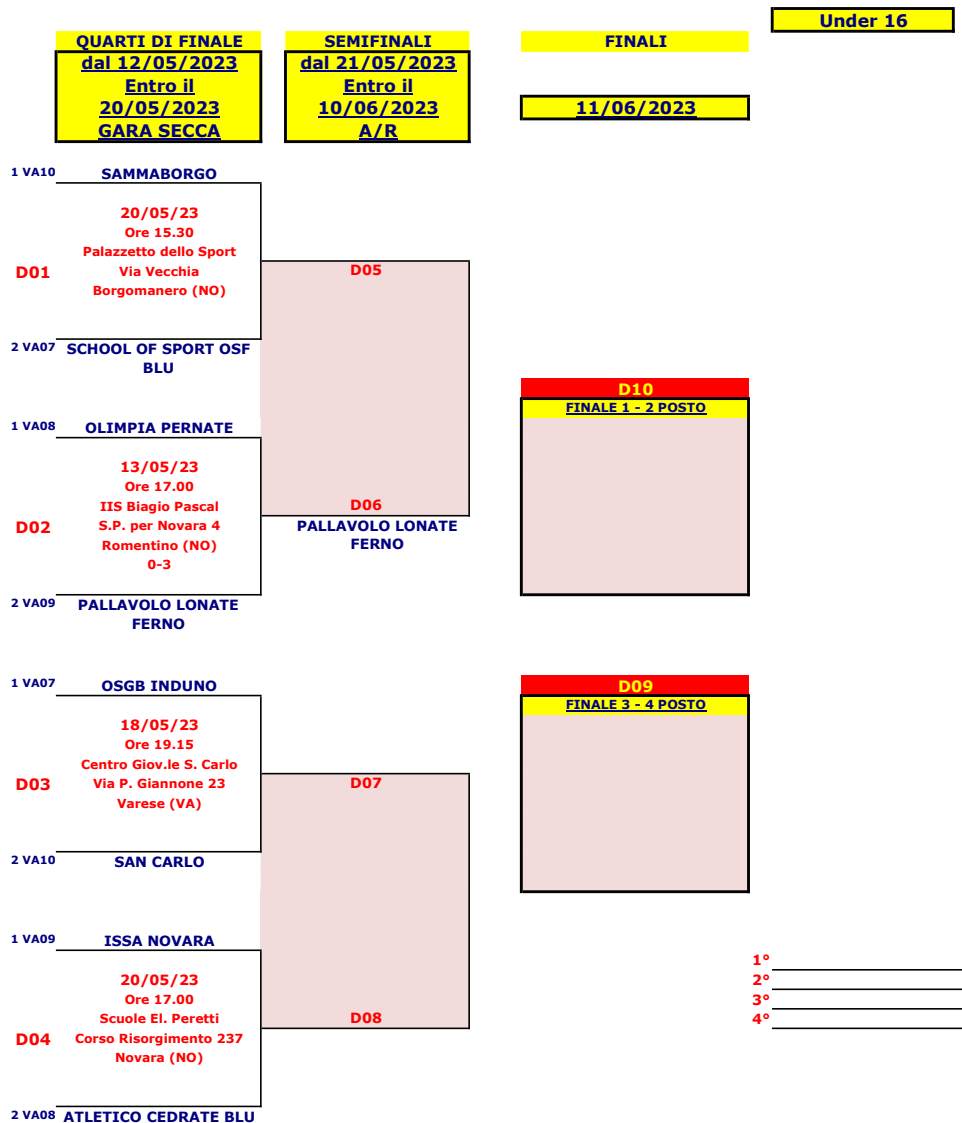 Under 16
QUARTI DI FINALE
dal 12/05/2023
Entro il
20/05/2023
GARA SECCA
SEMIFINALI
dal 21/05/2023
Entro il
10/06/2023
A/R
FINALI
11/06/2023
1 VA10 SAMMABORGO
20/05/23
Ore 15.30
Palazzetto dello Sport
D01 Via Vecchia
Borgomanero (NO)
2 VA07 SCHOOL OF SPORT OSF
BLU
D05
1 VA08 OLIMPIA PERNATE
13/05/23
Ore 17.00
IIS Biagio Pascal
D02 S.P. per Novara 4
Romentino (NO)
0-3
2 VA09 PALLAVOLO LONATE
FERNO
D06
PALLAVOLO LONATE
FERNO
D10
FINALE 1 - 2 POSTO
1 VA07 OSGB INDUNO
18/05/23
Ore 19.15
Centro Giov.le S. Carlo
D03 Via P. Giannone 23
Varese (VA)
2 VA10 SAN CARLO
D07
D09
FINALE 3 - 4 POSTO
1 VA09 ISSA NOVARA
20/05/23
Ore 17.00
Scuole El. Peretti
D04 Corso Risorgimento 237
Novara (NO)
2 VA08 ATLETICO CEDRATE BLU
D08
1°
2°
3°
4°